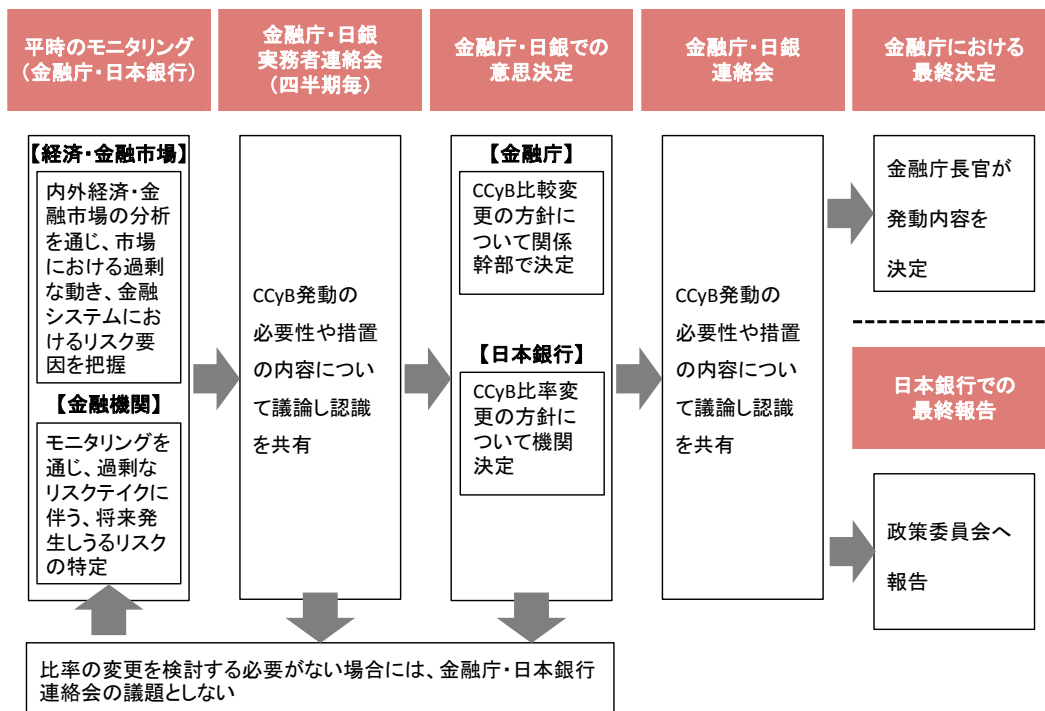 平時のモニタリング
（金融庁・日本銀行）
金融庁・日銀
実務者連絡会
（四半期毎）
金融庁・日銀での
意思決定
金融庁・日銀
連絡会
金融庁における
最終決定
【経済・金融市場】
内外経済・金
融市場の分析
を通じ、市場
における過剰
な動き、金融
システムにお
けるリスク要
因を把握
【金融機関】
モニタリングを
通じ、過剰な
リスクテイクに
伴う、将来発
生しうるリスク
の特定
CCyB発動の
必要性や措置
の内容につい
て議論し認識
を共有
【金融庁】
CCyB比較変
更の方針に
ついて関係
幹部で決定
【日本銀行】
CCyB比率変
更の方針に
ついて機関
決定
CCyB発動の
必要性や措置
の内容につい
て議論し認識
を共有
金融庁長官が
発動内容を
決定
日本銀行での
最終報告
政策委員会へ
報告
比率の変更を検討する必要がない場合には、金融庁・日本銀行
連絡会の議題としない